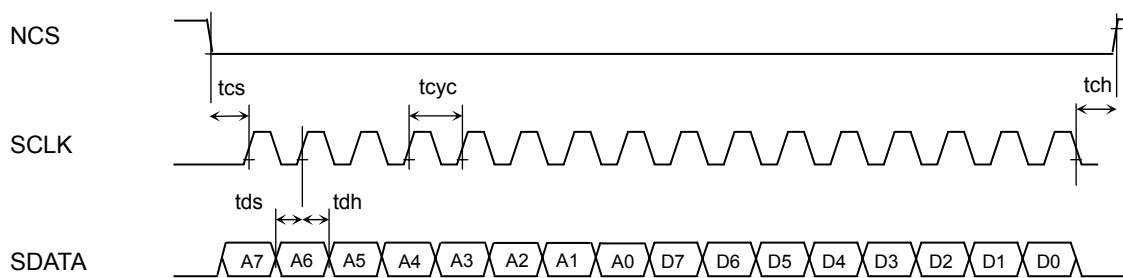 NCS
tcs tcyc tch
SCLK
tds tdh
SDATA A7 A6 A5 A4 A3 A2 A1 A0 D7 D6 D5 D4 D3 D2 D1 D0